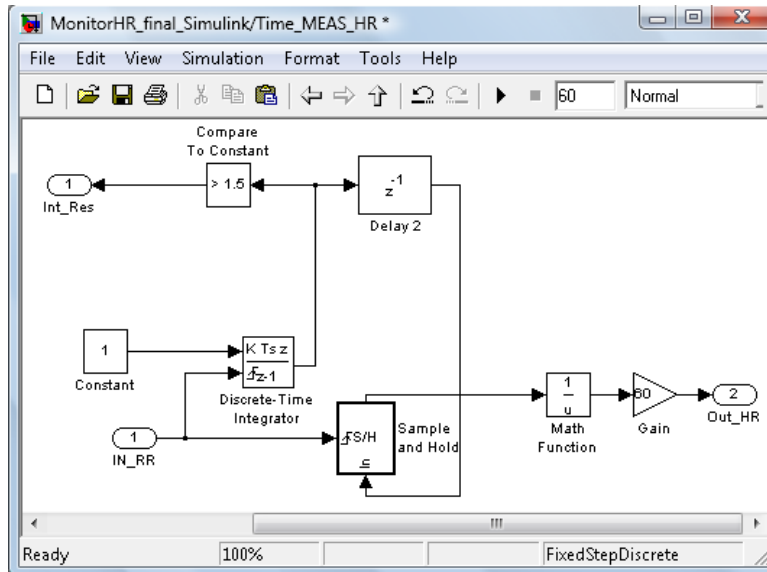 MonitorHR_final_Simulink/Time_MEAS_HR *
File Edit View Simulation Format Tools Help
60 Normal
Compare
To Constant
1
> 1.5
-1
z
Int_Res
Delay 2
1
K Ts z
z-1
Constant
Discrete-Time
Integrator
1
IN_RR
S/H
In
Sample
and Hold
1
u
Math
Function
60
Gain
2
Out_HR
Ready 100% FixedStepDiscrete